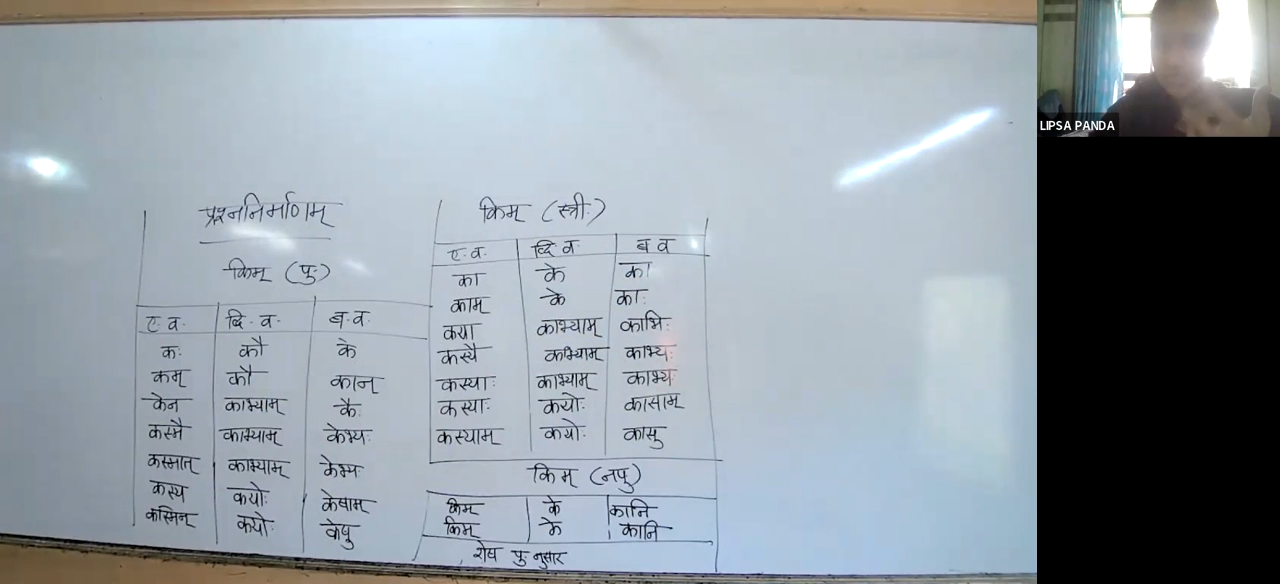 प्रश्ननिर्माणम्
किम् (पु.)
ए. व. द्वि. व. ब. व.
कः कौ के
कम् कौ कान्
केन काभ्याम् कैः
कस्मै काभ्याम् केभ्यः
कस्मात् काभ्याम् केभ्यः
कस्य कयोः केषाम्
कस्मिन् कयोः केषु
किम् (स्त्री.)
ए. व. द्वि व. ब व
का के का
काम् के काः
कया काभ्याम् काभिः
कस्यै काभ्याम् काभ्यः
कस्याः काभ्याम् काभ्यः
कस्याः कयोः कासाम्
कस्याम् कयोः कासु
किम् (नपु)
किम् के कानि
किम् के कानि
शेष पु. नुसार
LIPSA PANDA